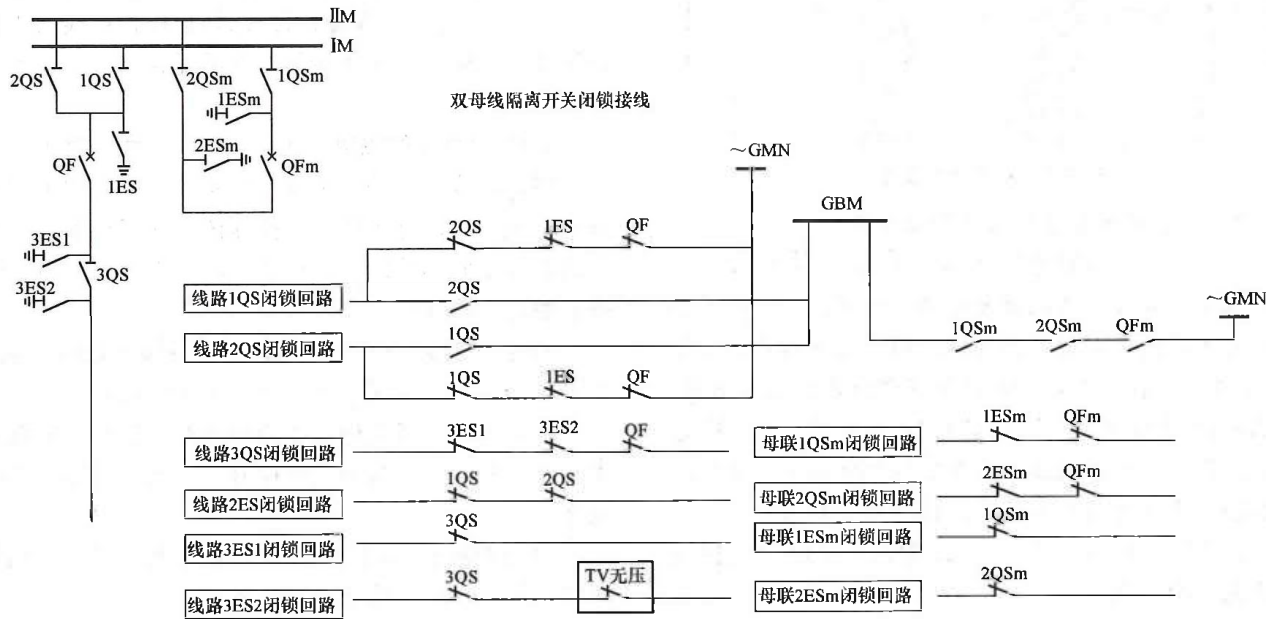 IIM
IM
2QS
1QS
2QSm
1QSm
1ESm
双母线隔离开关闭锁接线
2ESm
QF
QFm
1ES
~GMN
GBM
3ES1
3QS
3ES2
2QS
1ES
QF
线路1QS闭锁回路
2QS
~GMN
线路2QS闭锁回路
1QS
1QSm
2QSm
QFm
1QS
1ES
QF
线路3QS闭锁回路
3ES1
3ES2
QF
母联1QSm闭锁回路
1ESm
QFm
线路2ES闭锁回路
1QS
2QS
母联2QSm闭锁回路
2ESm
QFm
线路3ES1闭锁回路
3QS
母联1ESm闭锁回路
1QSm
线路3ES2闭锁回路
3QS
TV无压
母联2ESm闭锁回路
2QSm